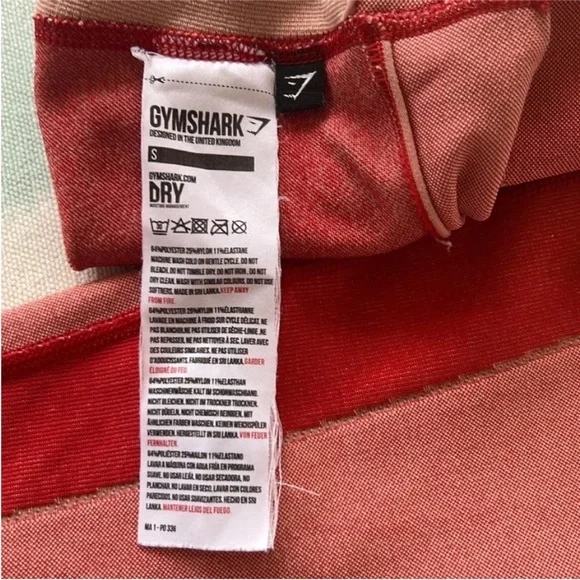 GYMSHARK
DESIGNED IN THE UNITED KINGDOM
S
GYMSHARK.COM
DRY
MOISTURE MANAGEMENT
64%POLYESTER 25%NYLON 11%ELASTANE
MACHINE WASH COLD ON GENTLE CYCLE. DO NOT
BLEACH. DO NOT TUMBLE DRY. DO NOT IRON. DO NOT
DRY CLEAN. WASH WITH SIMILAR COLOURS. DO NOT USE
SOFTNERS. MADE IN SRI LANKA. KEEP AWAY
FROM FIRE.
64%POLYESTER 25%NYLON 11%ELASTHANNE
LAVAGE EN MACHINE À FROID SUR CYCLE DÉLICAT. NE
PAS BLANCHIR. NE PAS UTILISER DE SÈCHE-LINGE. NE
PAS REPASSER. NE PAS NETTOYER À SEC. LAVER AVEC
DES COULEURS SIMILAIRES. NE PAS UTILISER
D'ADOUCISSANTS. FABRIQUÉ EN SRI LANKA. GARDER
ÉLOIGNÉ DU FEU.
64%POLYESTER 25%NYLON 11%ELASTHAN
MASCHINENWÄSCHE KALT IM SCHONWASCHGANG.
NICHT BLEICHEN. NICHT IM TROCKNER TROCKNEN.
NICHT BÜGELN. NICHT CHEMISCH REINIGEN. MIT
ÄHNLICHEN FARBEN WASCHEN. KEINEN WEICHSPÜLER
VERWENDEN. HERGESTELLT IN SRI LANKA. VON FEUER
FERNHALTEN.
64%POLIÉSTER 25%NAILON 11%ELASTANO
LAVAR A MÁQUINA CON AGUA FRÍA EN PROGRAMA
SUAVE. NO USAR LEJÍA. NO USAR SECADORA.
NO PLANCHAR. NO LAVAR EN SECO. LAVAR CON COLORES
PARECIDOS. NO USAR SUAVIZANTES. HECHO EN SRI
LANKA. MANTENER LEJOS DEL FUEGO.
MA 1 - PO 336